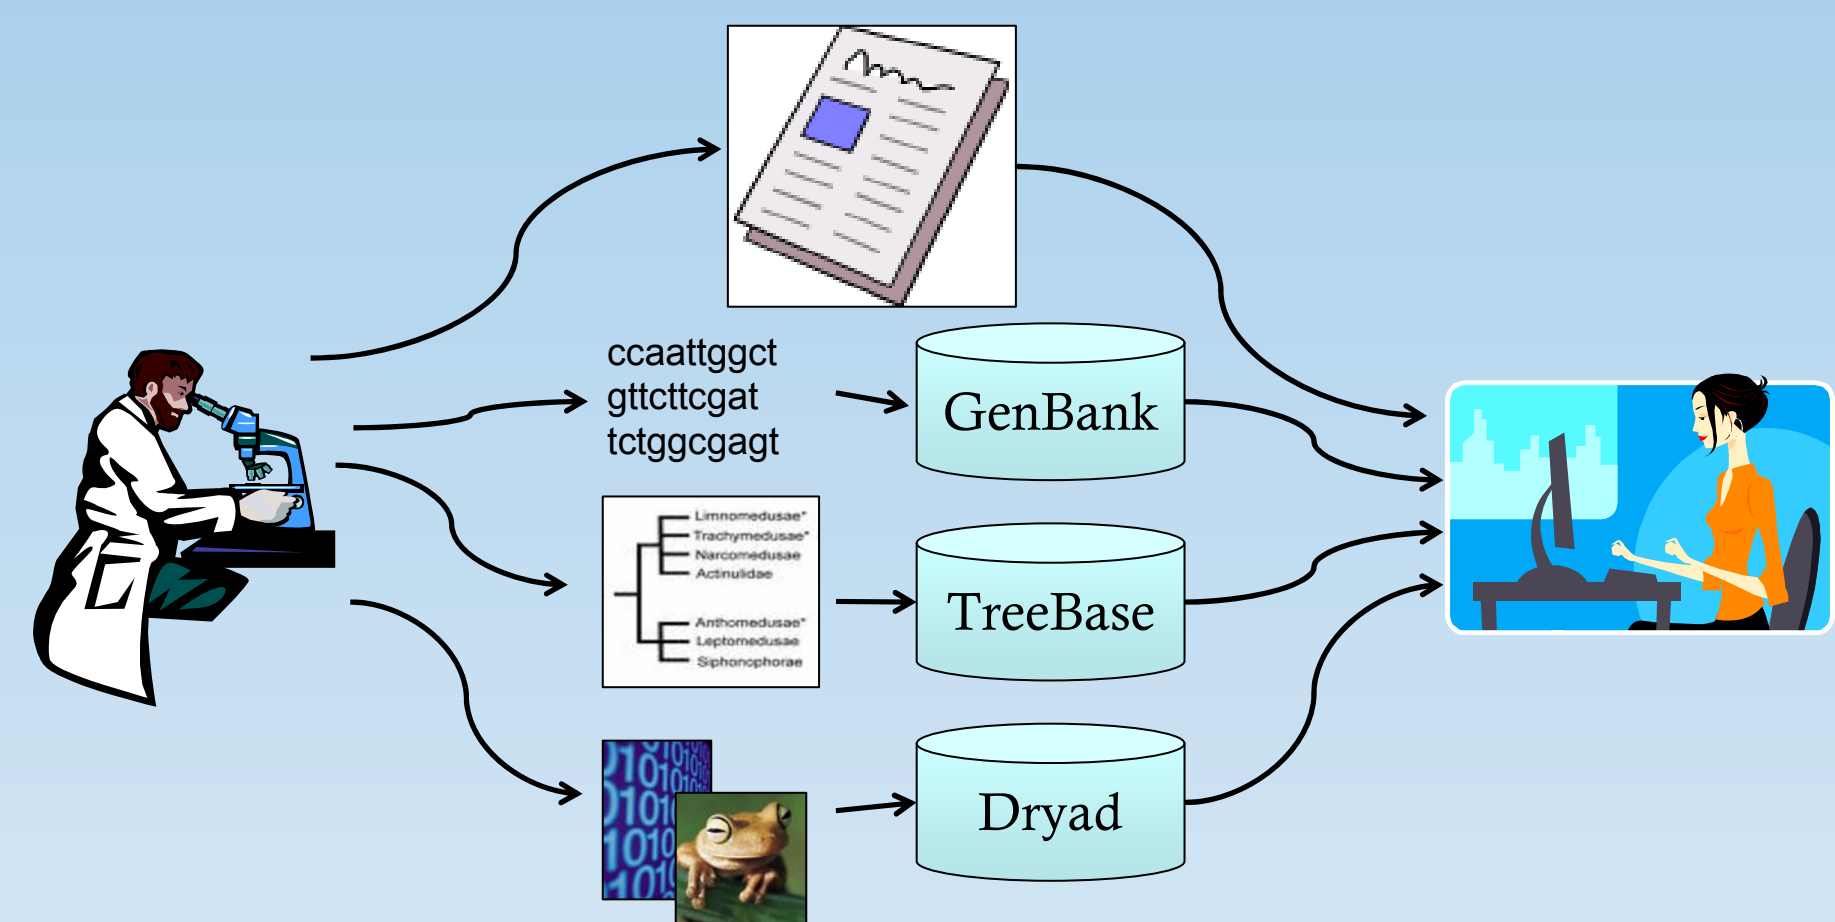 ccaattggct
gttcttcgat
tctggcgagt
GenBank
Limnomedusae*
Trachymedusae*
Narcomedusae
Actinulidae
Anthomedusae*
Leptomedusae
Siphonophorae
TreeBase
Dryad